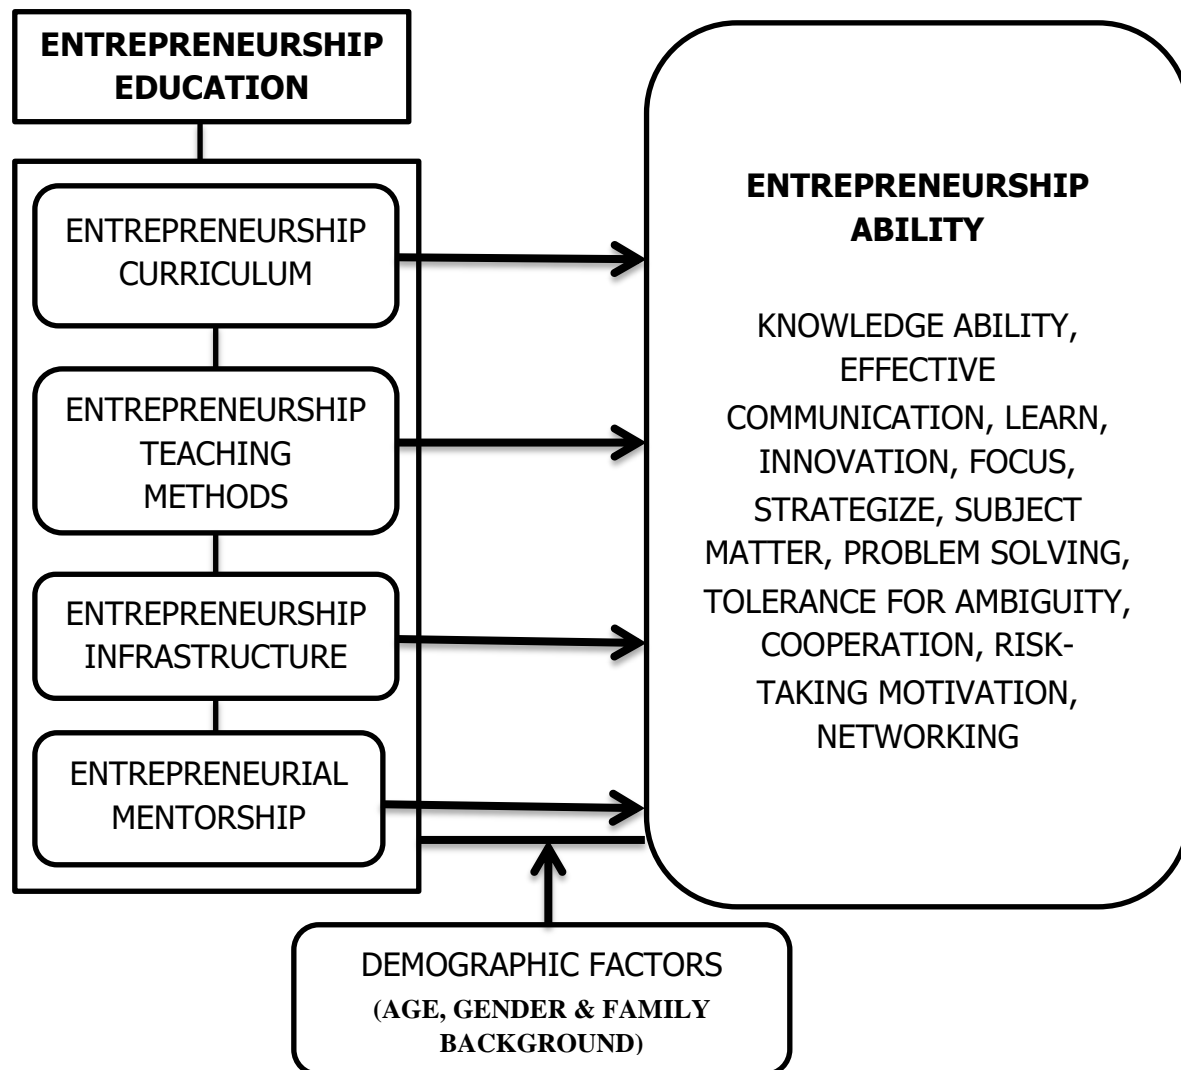 ENTREPRENEURSHIP
EDUCATION
ENTREPRENEURSHIP
CURRICULUM
ENTREPRENEURSHIP
TEACHING
METHODS
ENTREPRENEURSHIP
INFRASTRUCTURE
ENTREPRENEURIAL
MENTORSHIP
ENTREPRENEURSHIP
ABILITY
KNOWLEDGE ABILITY,
EFFECTIVE
COMMUNICATION, LEARN,
INNOVATION, FOCUS,
STRATEGIZE, SUBJECT
MATTER, PROBLEM SOLVING,
TOLERANCE FOR AMBIGUITY,
COOPERATION, RISK-
TAKING MOTIVATION,
NETWORKING
DEMOGRAPHIC FACTORS
(AGE, GENDER & FAMILY
BACKGROUND)